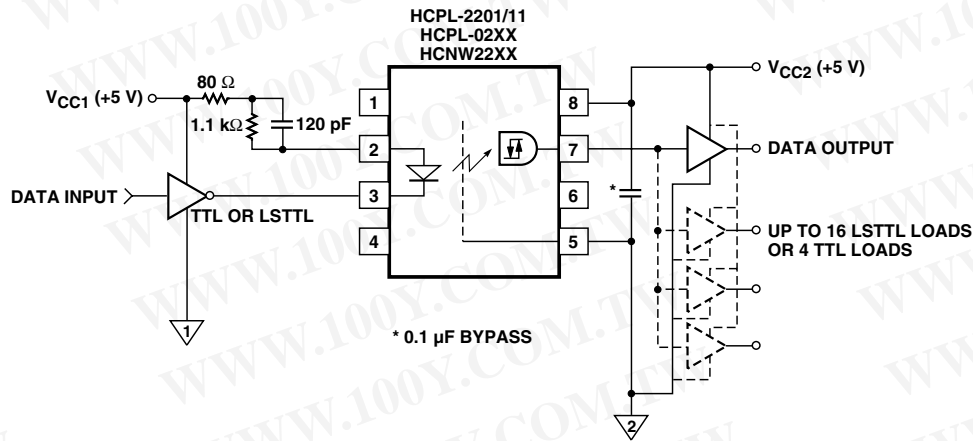 HCPL-2201/11
HCPL-02XX
HCNW22XX
VCC1 (+5 V)
80 Ω
1.1 kΩ
120 pF
DATA INPUT
TTL OR LSTTL
1
1
2
3
4
8
7
6
5
*
* 0.1 µF BYPASS
VCC2 (+5 V)
DATA OUTPUT
UP TO 16 LSTTL LOADS
OR 4 TTL LOADS
2
WWW.100Y.COM.TW